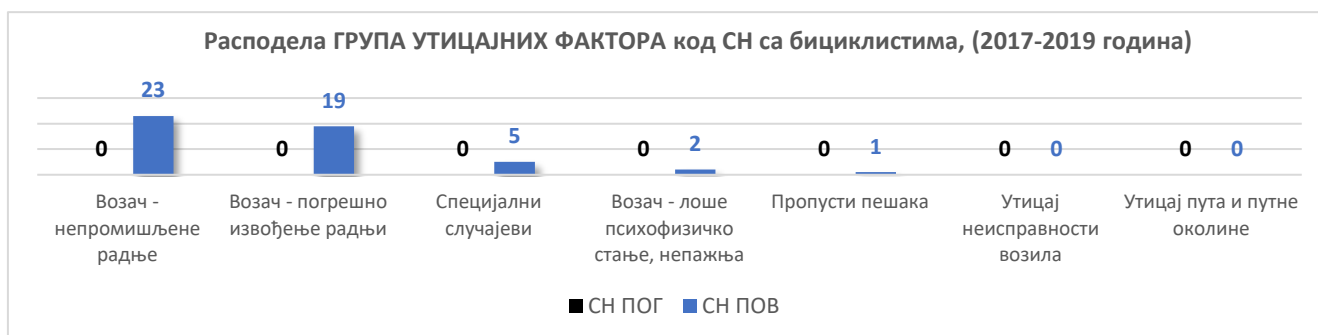 Расподела ГРУПА УТИЦАЈНИХ ФАКТОРА код СН са бициклистима, (2017-2019 година)
0 23 0 19 0 5 0 2 0 1 0 0 0 0
Возач -
непромишљене
радње
Возач - погрешно
извођење радњи
Специјални
случајеви
Возач - лоше
психофизичко
стање, непажња
Пропусти пешака
Утицај
неисправности
возила
Утицај пута и путне
околине
СН ПОГ СН ПОВ